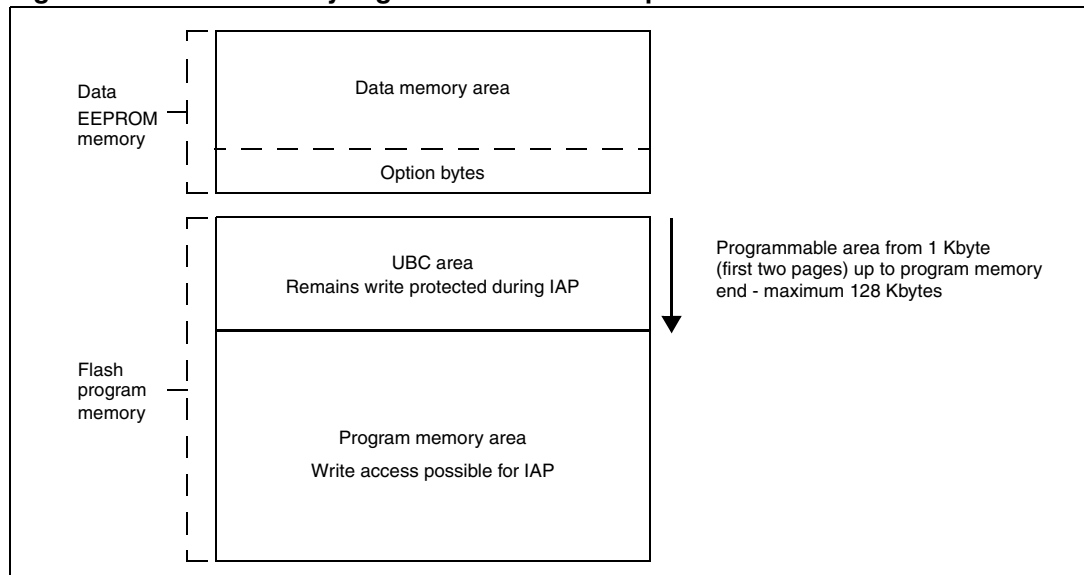 Data memory area
Data
EEPROM
memory
Option bytes
UBC area
Remains write protected during IAP
Programmable area from 1 Kbyte
(first two pages) up to program memory
end - maximum 128 Kbytes
Flash
program
memory
Program memory area
Write access possible for IAP